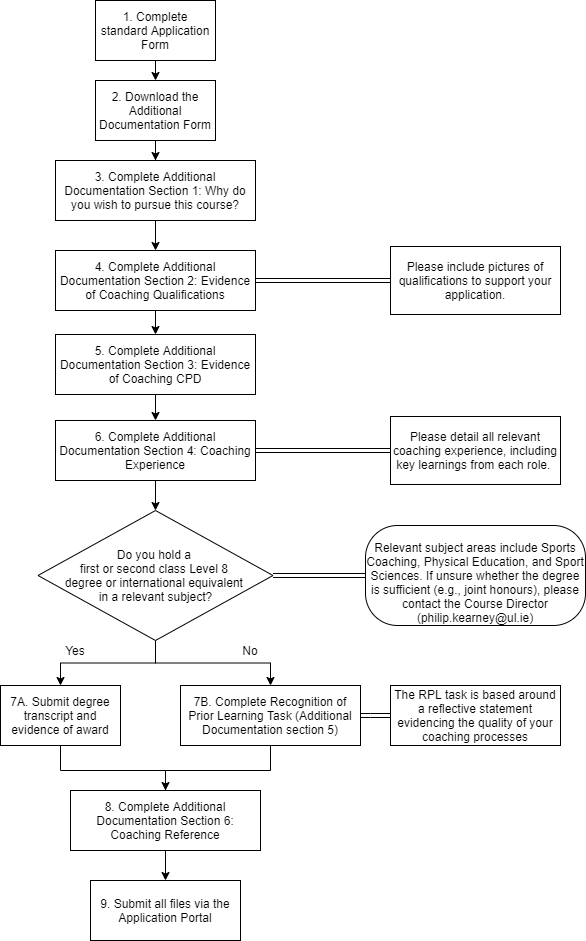 1. Complete
standard Application
Form
2. Download the
Additional
Documentation Form
3. Complete Additional
Documentation Section 1: Why do
you wish to pursue this course?
4. Complete Additional
Documentation Section 2: Evidence
of Coaching Qualifications
Please include pictures of
qualifications to support your
application.
5. Complete Additional
Documentation Section 3: Evidence
of Coaching CPD
6. Complete Additional
Documentation Section 4: Coaching
Experience
Please detail all relevant
coaching experience, including
key learnings from each role.
Do you hold a
first or second class Level 8
degree or international equivalent
in a relevant subject?
Relevant subject areas include Sports
Coaching, Physical Education, and Sport
Sciences. If unsure whether the degree
is sufficient (e.g., joint honours), please
contact the Course Director
(philip.kearney@ul.ie)
Yes
No
7A. Submit degree
transcript and
evidence of award
7B. Complete Recognition of
Prior Learning Task (Additional
Documentation section 5)
The RPL task is based around
a reflective statement
evidencing the quality of your
coaching processes
8. Complete Additional
Documentation Section 6:
Coaching Reference
9. Submit all files via the
Application Portal